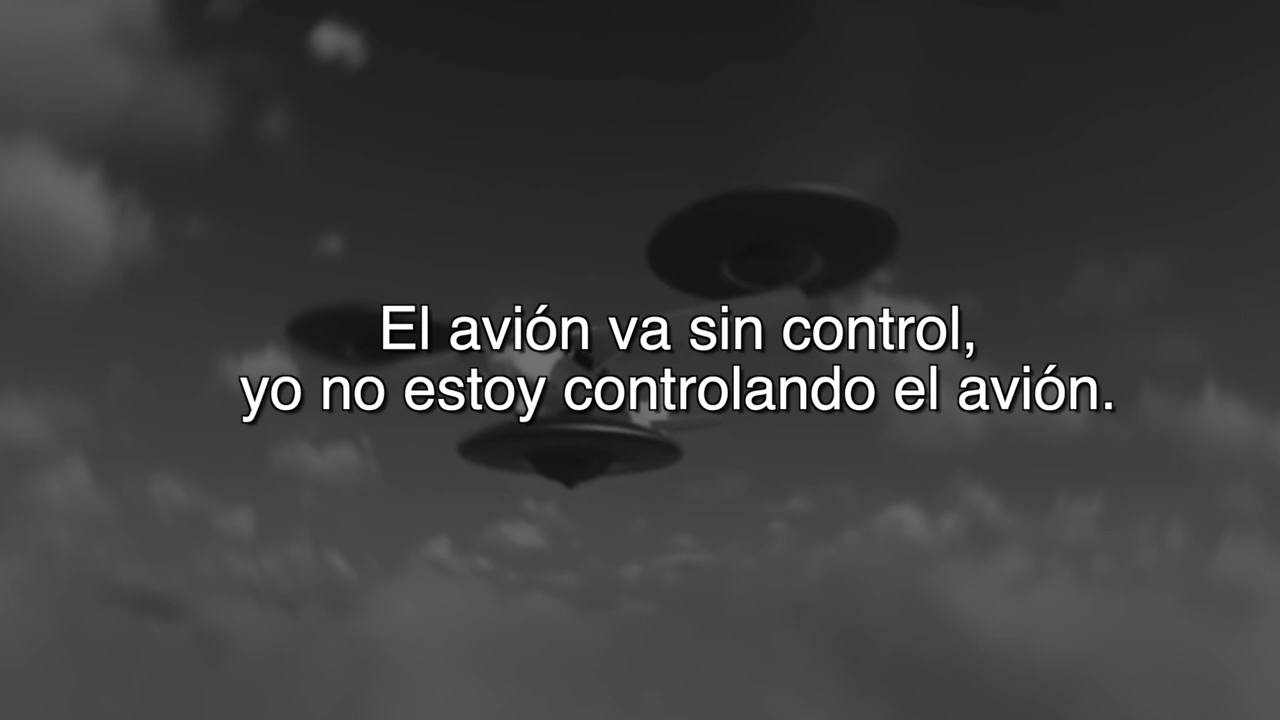 El avión va sin control,
yo no estoy controlando el avión.